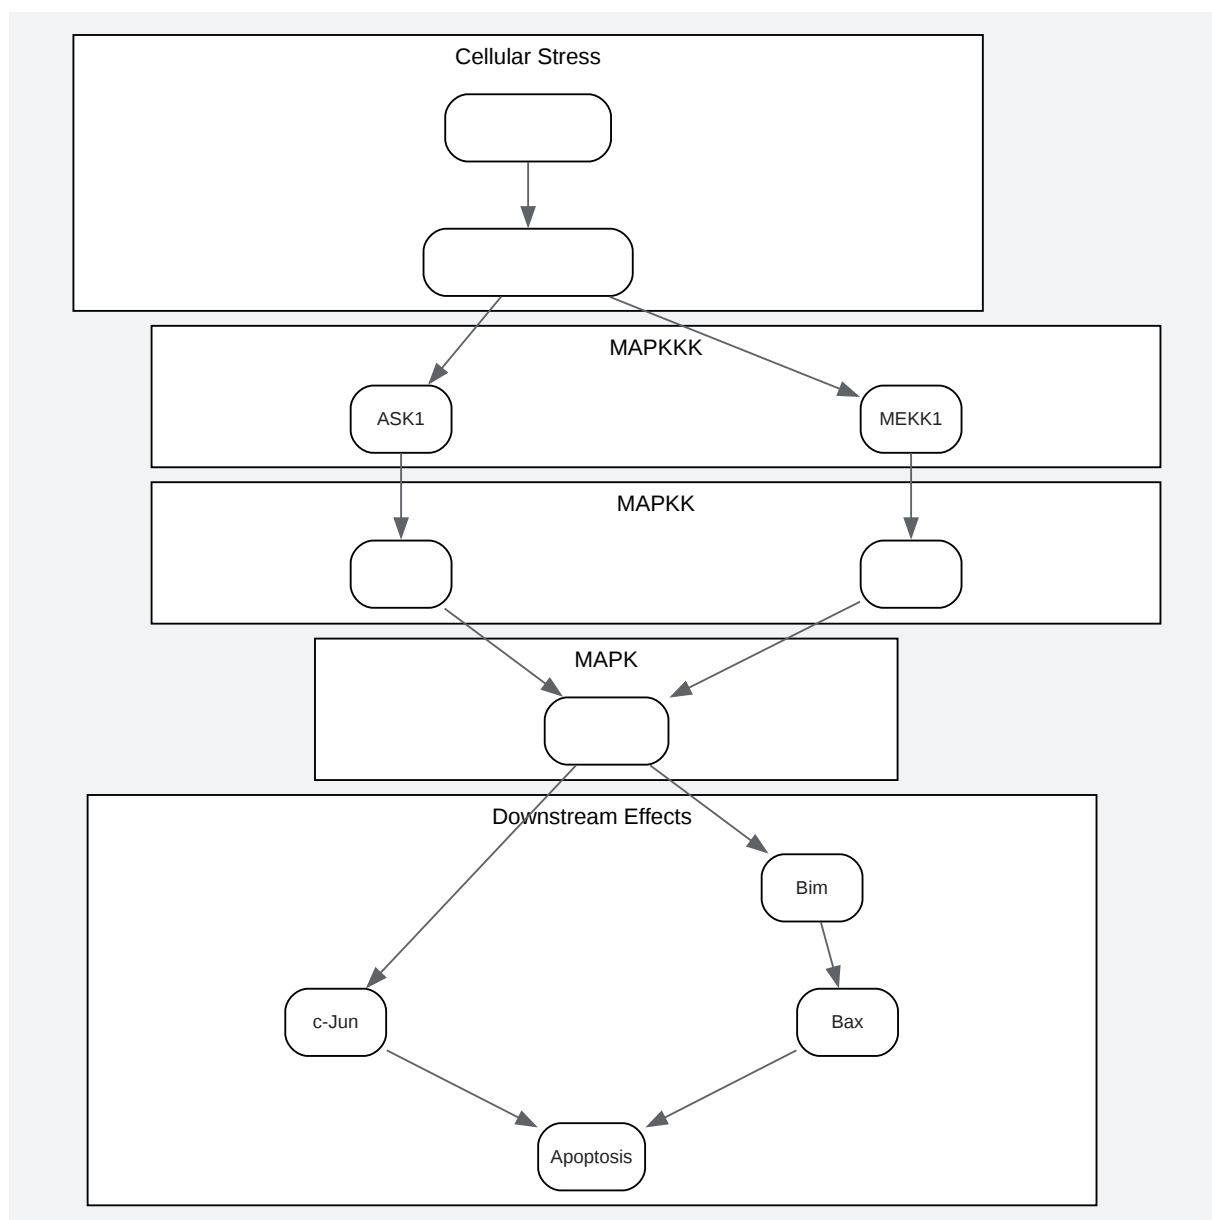 Cellular Stress
MAPKKK
ASK1
MEKK1
MAPKK
MAPK
Downstream Effects
Bim
c-Jun
Bax
Apoptosis